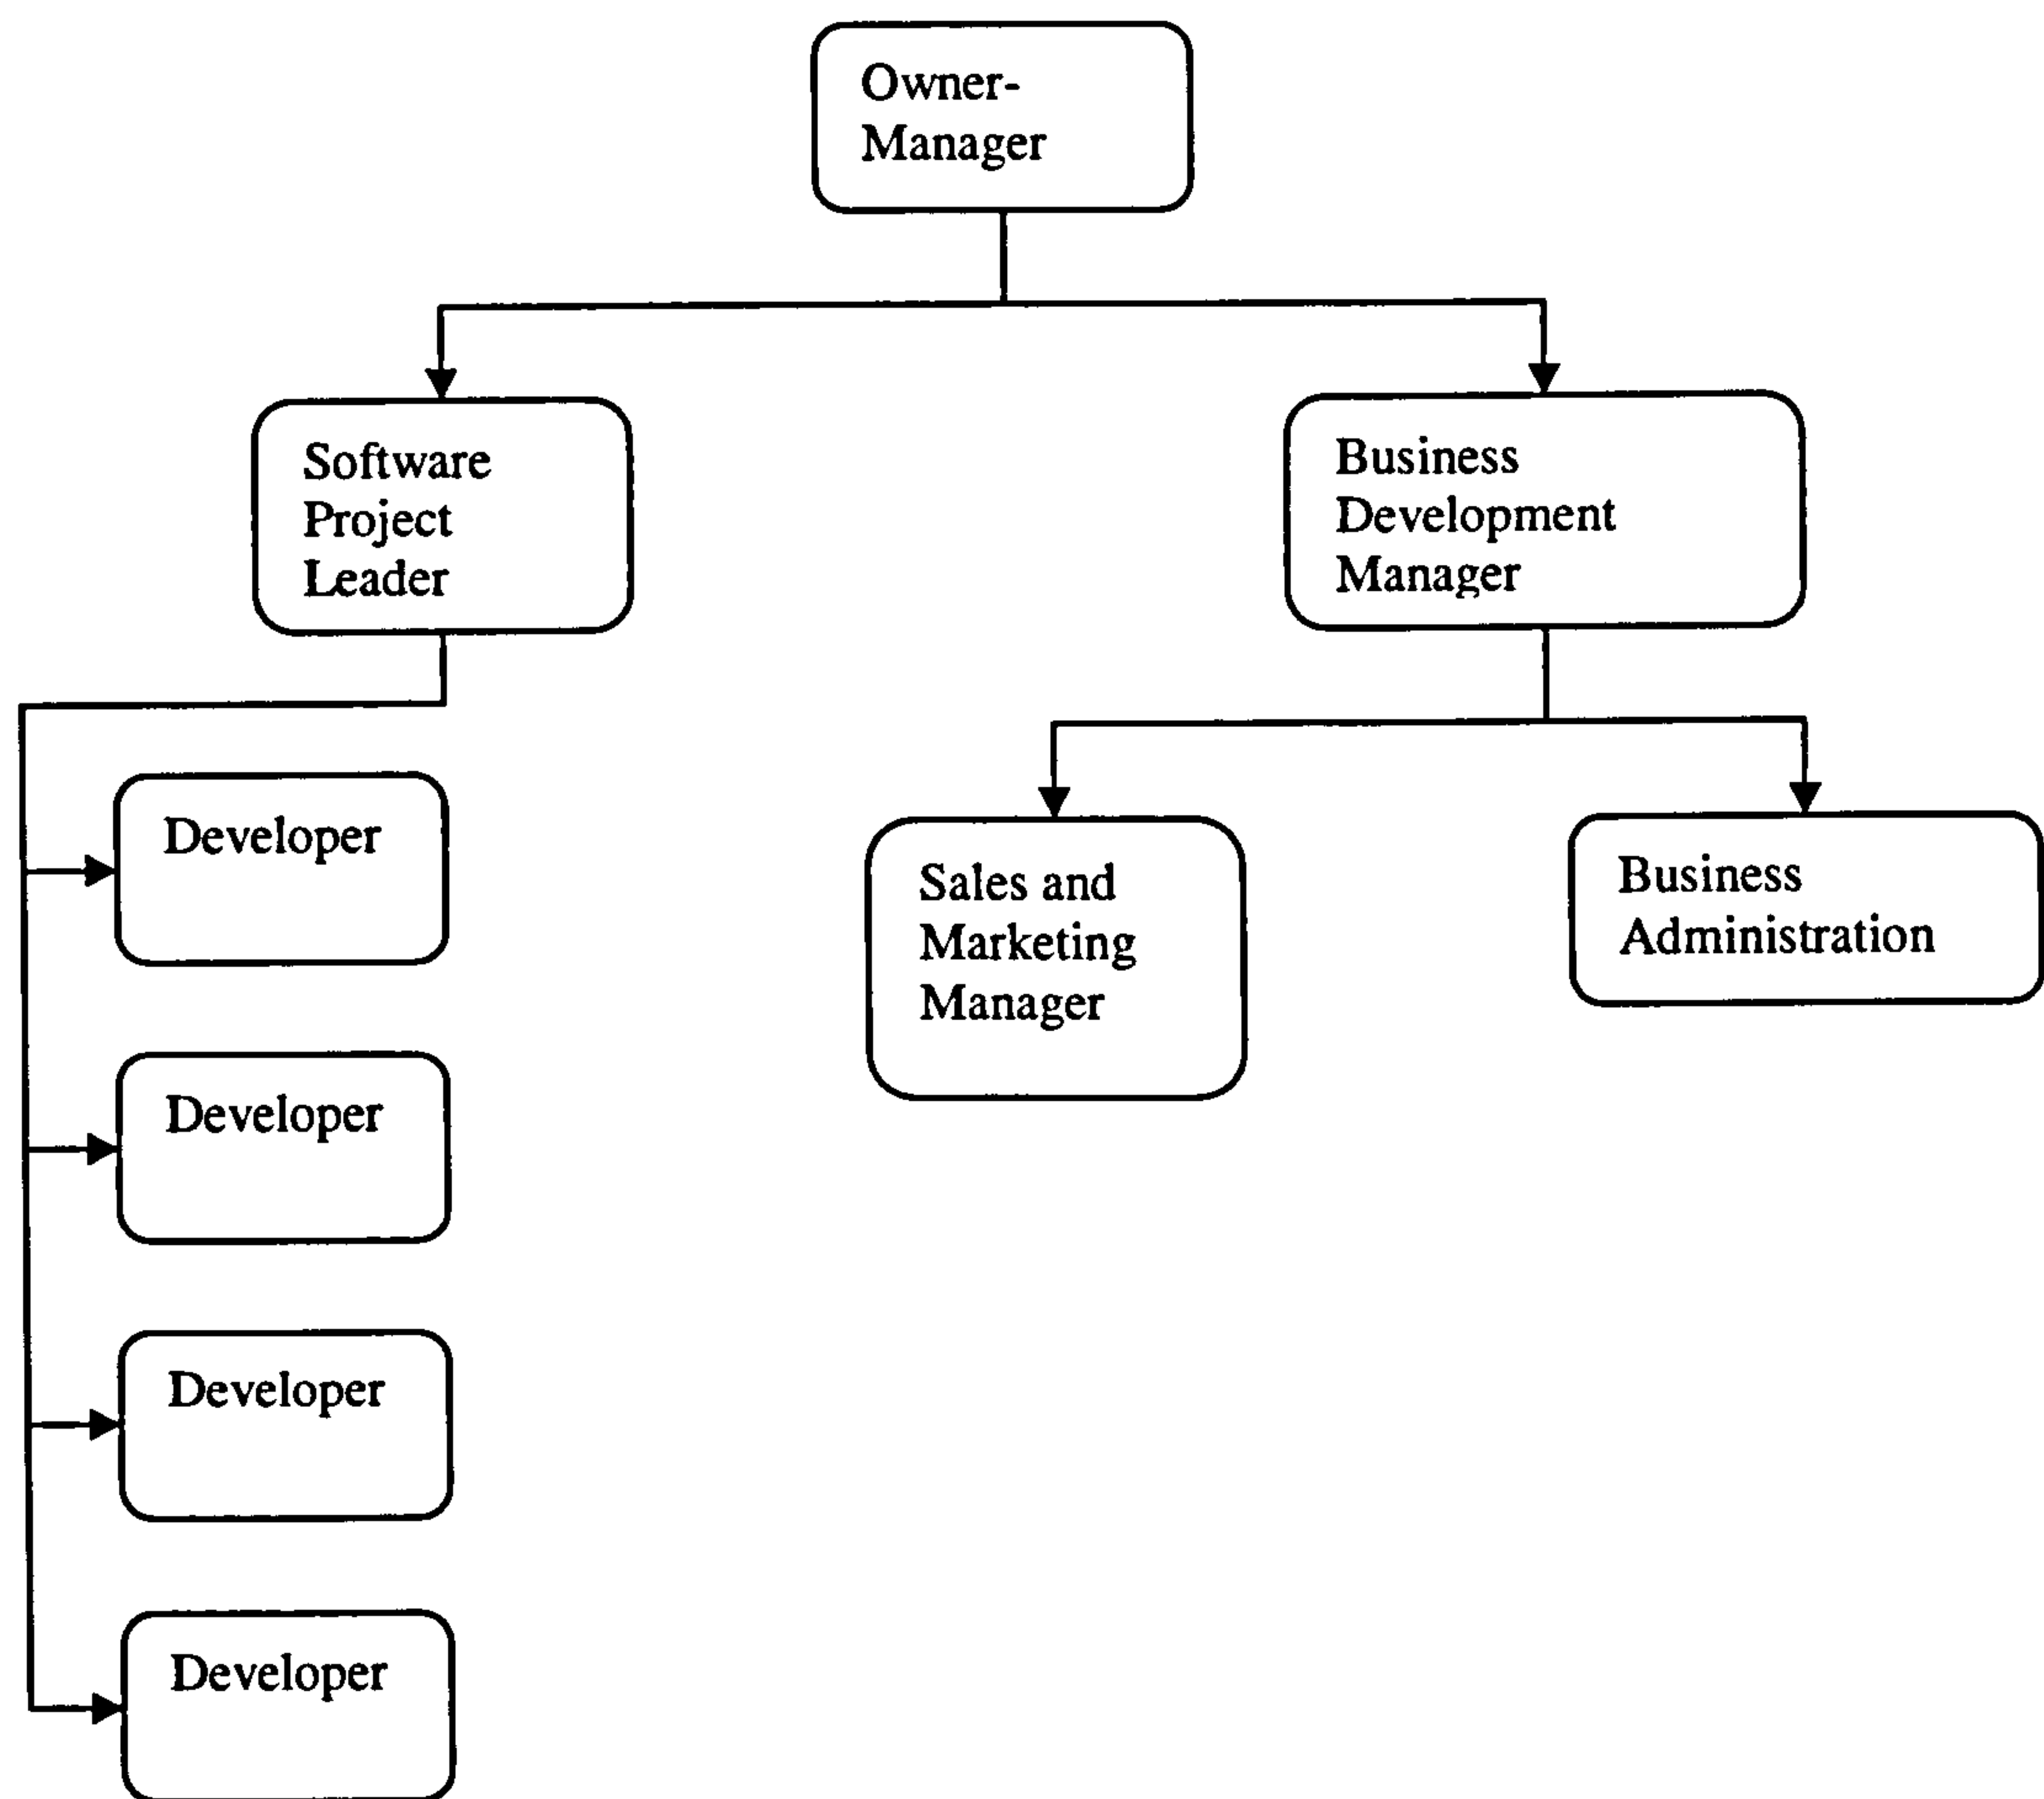 Owner-
Manager
Software
Project
Leader
Business
Development
Manager
Developer
Sales and
Marketing
Manager
Business
Administration
Developer
Developer
Developer